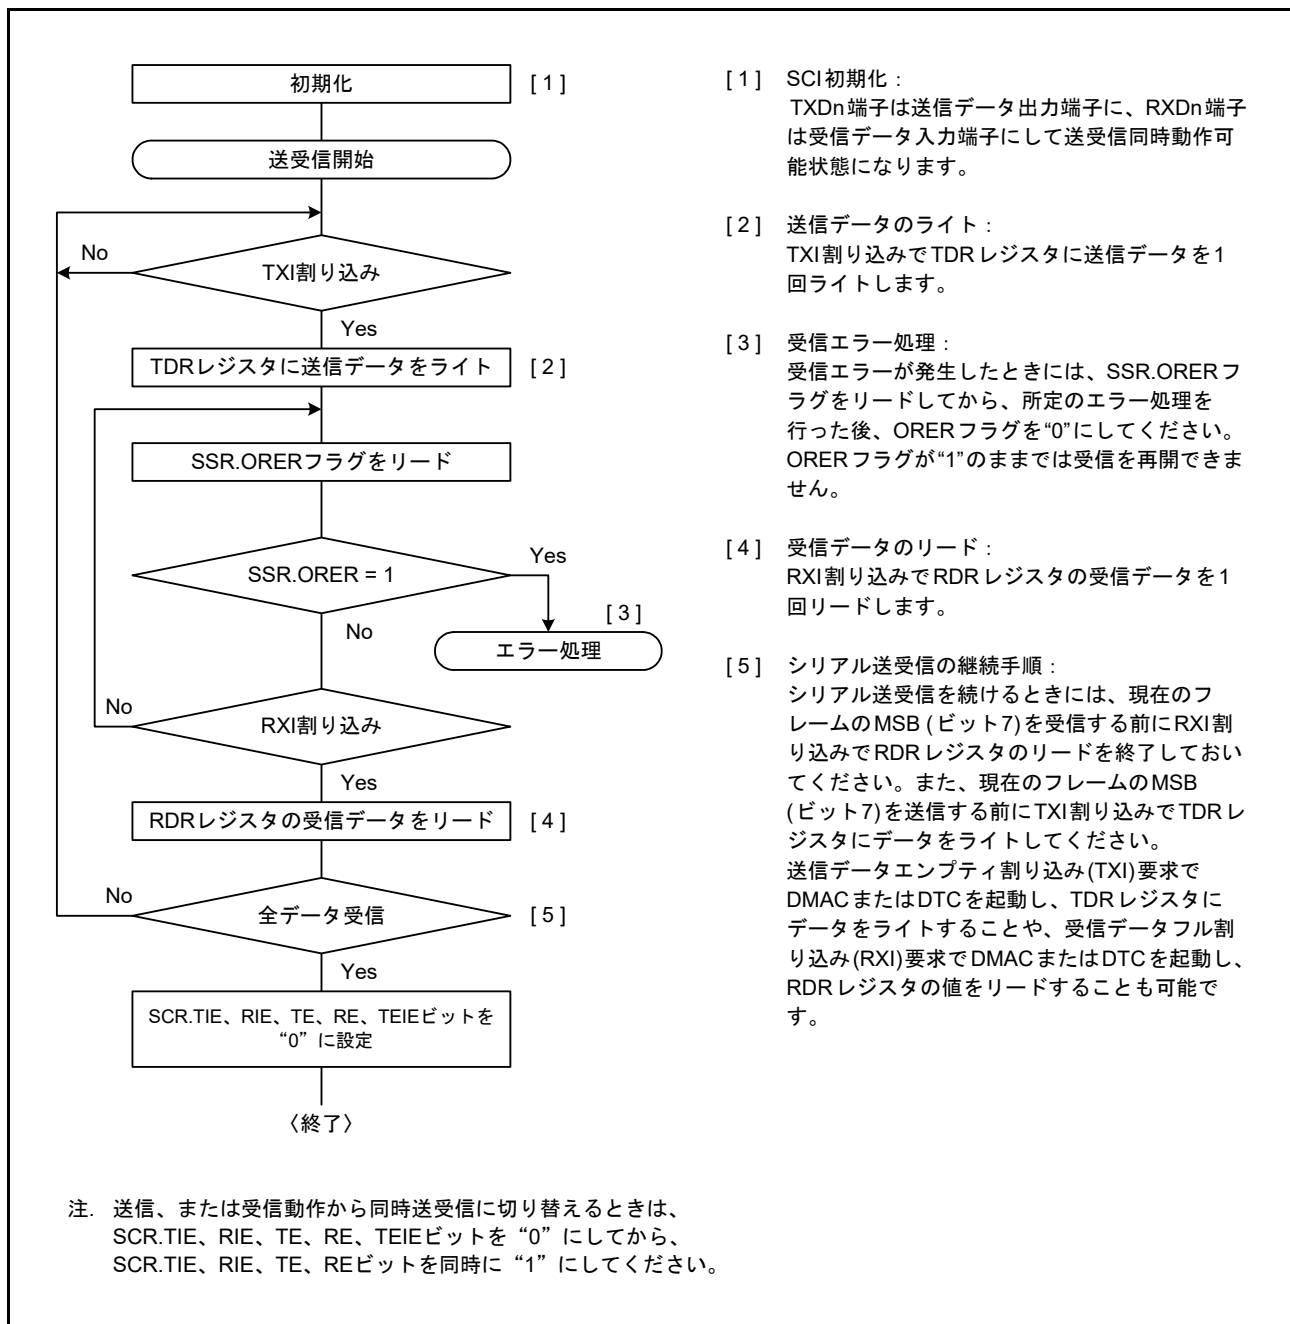 初期化
[ 1 ]
送受信開始
No
TXI割り込み
Yes
TDRレジスタに送信データをライト
[ 2 ]
SSR.ORERフラグをリード
SSR.ORER = 1
Yes
No
[ 3 ]
エラー処理
No
RXI割り込み
Yes
RDRレジスタの受信データをリード
[ 4 ]
No
全データ受信
[ 5 ]
Yes
SCR.TIE、RIE、TE、RE、TEIEビットを
“0”に設定
〈終了〉
[ 1 ] SCI初期化：
TXDn端子は送信データ出力端子に、RXDn端子
は受信データ入力端子にして送受信同時動作可
能状態になります。
[ 2 ] 送信データのライト：
TXI割り込みでTDRレジスタに送信データを1
回ライトします。
[ 3 ] 受信エラー処理：
受信エラーが発生したときには、SSR.ORERフ
ラグをリードしてから、所定のエラー処理を
行った後、ORERフラグを“0”にしてください。
ORERフラグが“1”のままでは受信を再開できま
せん。
[ 4 ] 受信データのリード：
RXI割り込みでRDRレジスタの受信データを1
回リードします。
[ 5 ] シリアル送受信の継続手順：
シリアル送受信を続けるときには、現在のフ
レームのMSB (ビット7)を受信する前にRXI割
り込みでRDRレジスタのリードを終了しておい
てください。また、現在のフレームのMSB
(ビット7)を送信する前にTXI割り込みでTDRレ
ジスタにデータをライトしてください。
送信データエンプティ割り込み(TXI)要求で
DMACまたはDTCを起動し、TDRレジスタに
データをライトすることや、受信データフル割
り込み(RXI)要求でDMACまたはDTCを起動し、
RDRレジスタの値をリードすることも可能で
す。
注. 送信、または受信動作から同時送受信に切り替えるときは、
SCR.TIE、RIE、TE、RE、TEIEビットを“0”にしてから、
SCR.TIE、RIE、TE、REビットを同時に“1”にしてください。